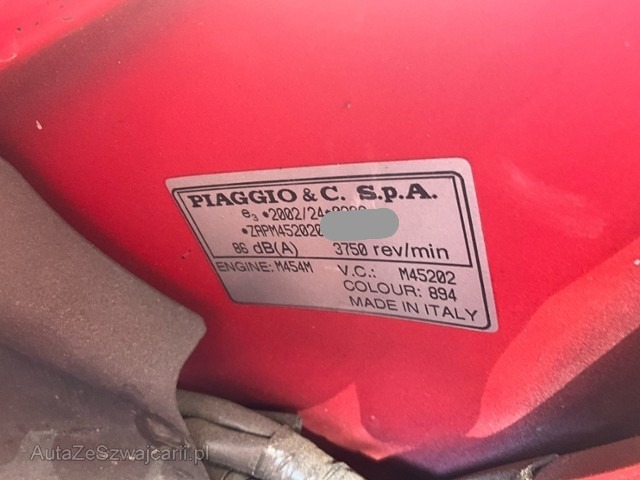 PIAGGIO & C. S.p.A.
e3 •2002/24•
•ZAPM452020
86 dB(A) 3750 rev/min
ENGINE: M454M V.C.: M45202
COLOUR: 894
MADE IN ITALY
AutaZeSzwajcarii.pl